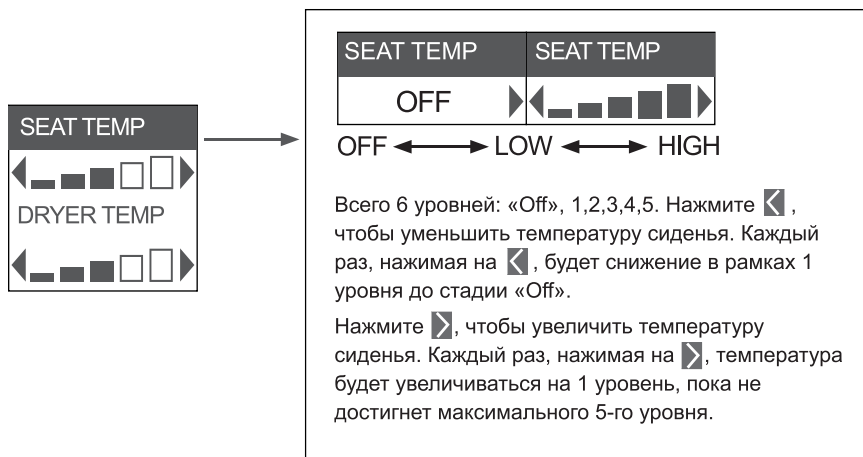 SEAT TEMP
DRYER TEMP
SEAT TEMP SEAT TEMP
OFF
OFF LOW HIGH
Всего 6 уровней: «Off», 1,2,3,4,5. Нажмите < ,
чтобы уменьшить температуру сиденья. Каждый
раз, нажимая на < , будет снижение в рамках 1
уровня до стадии «Off».
Нажмите >, чтобы увеличить температуру
сиденья. Каждый раз, нажимая на >, температура
будет увеличиваться на 1 уровень, пока не
достигнет максимального 5-го уровня.